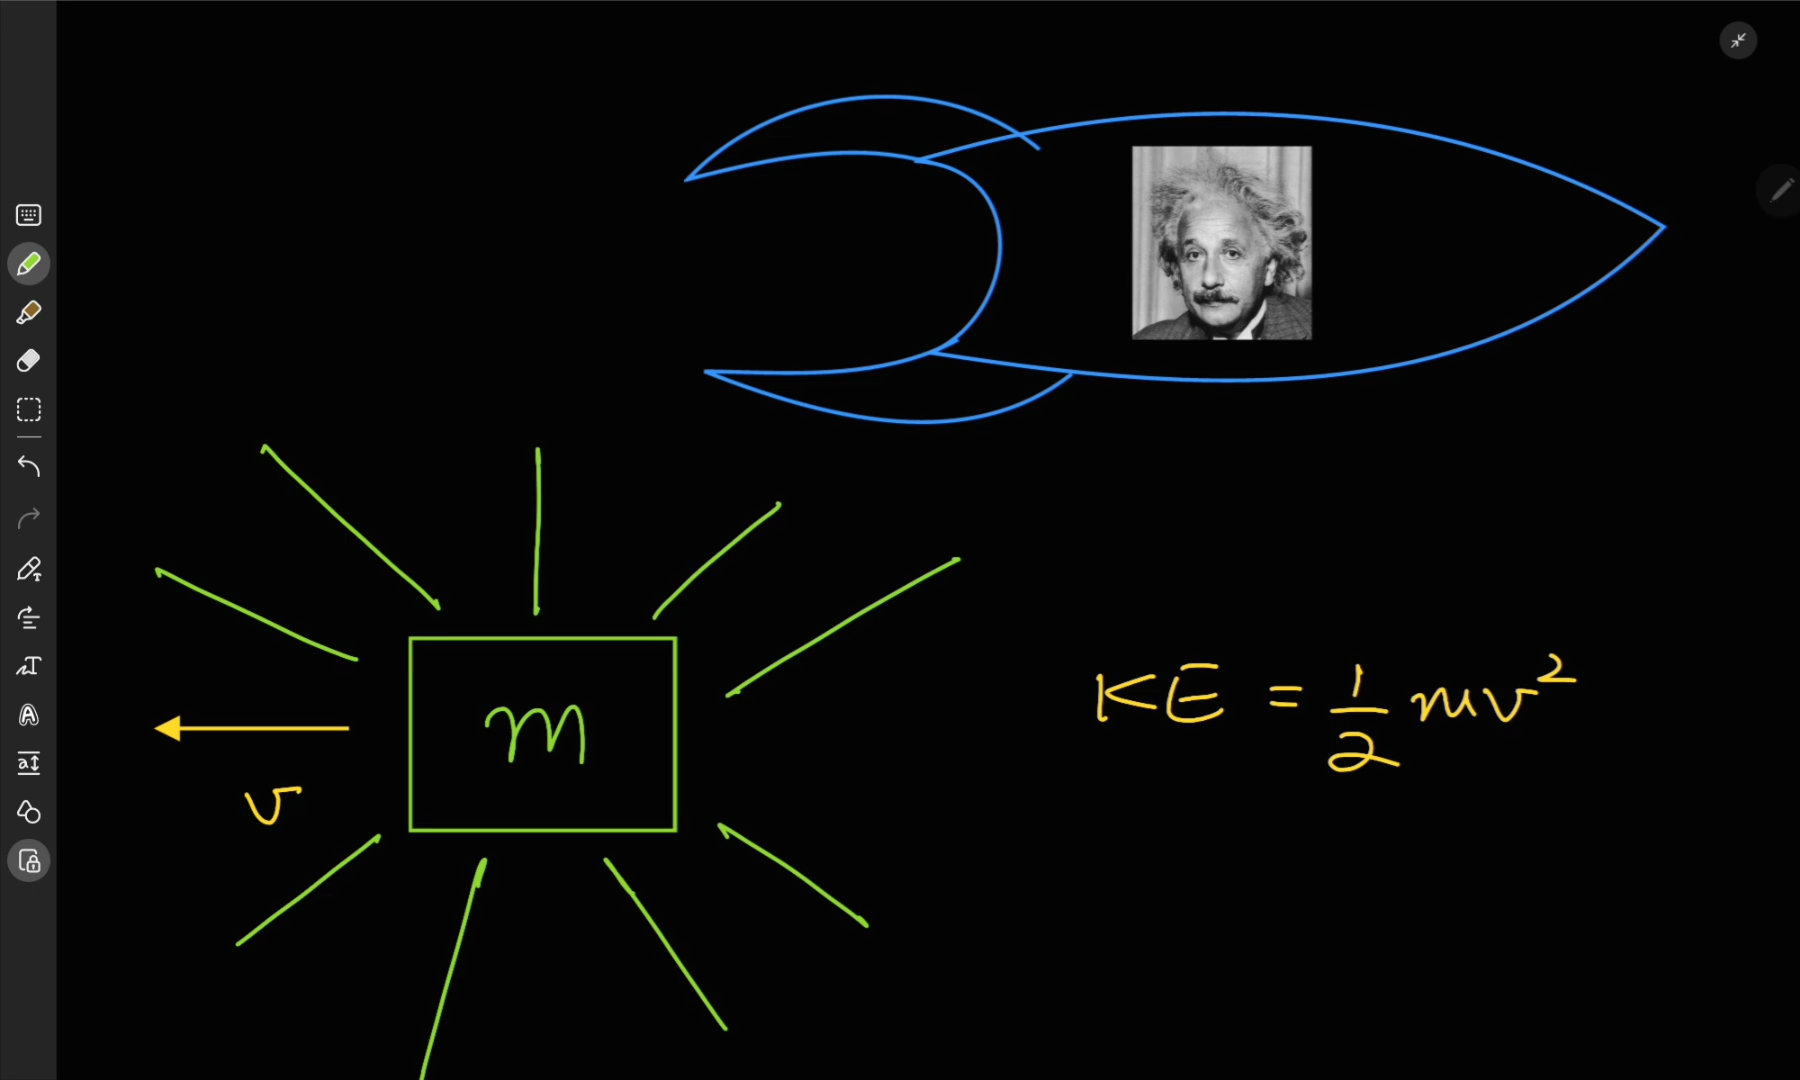 m
v
KE = 1/2 mv²